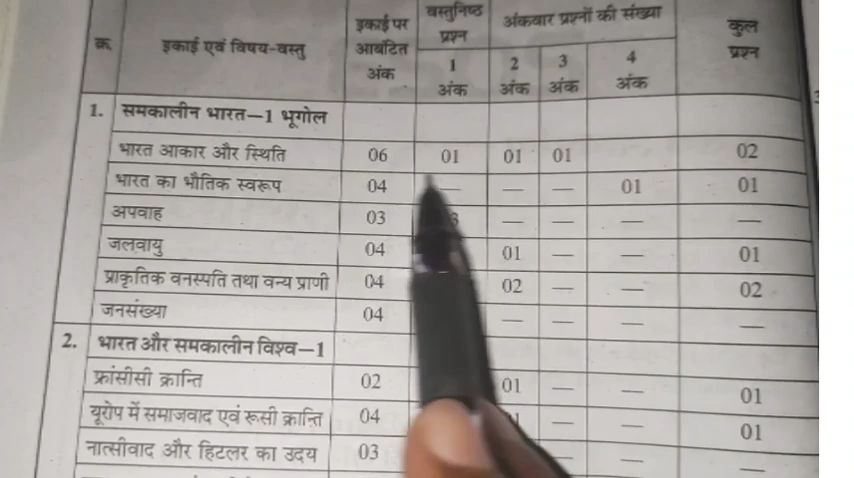 क्र. इकाई एवं विषय-वस्तु इकाई पर आबंटित अंक वस्तुनिष्ठ प्रश्न अंकवार प्रश्नों की संख्या कुल प्रश्न
1 अंक 2 अंक 3 अंक 4 अंक
1. समकालीन भारत—1 भूगोल
भारत आकार और स्थिति 06 01 01 01 02
भारत का भौतिक स्वरूप 04 — — — 01 01
अपवाह 03 — — — —
जलवायु 04 01 — — 01
प्राकृतिक वनस्पति तथा वन्य प्राणी 04 02 — — 02
जनसंख्या 04 — — — —
2. भारत और समकालीन विश्व—1
फ्रांसीसी क्रान्ति 02 01 — — 01
यूरोप में समाजवाद एवं रूसी क्रान्ति 04 — — 01
नात्सीवाद और हिटलर का उदय 03 — — —